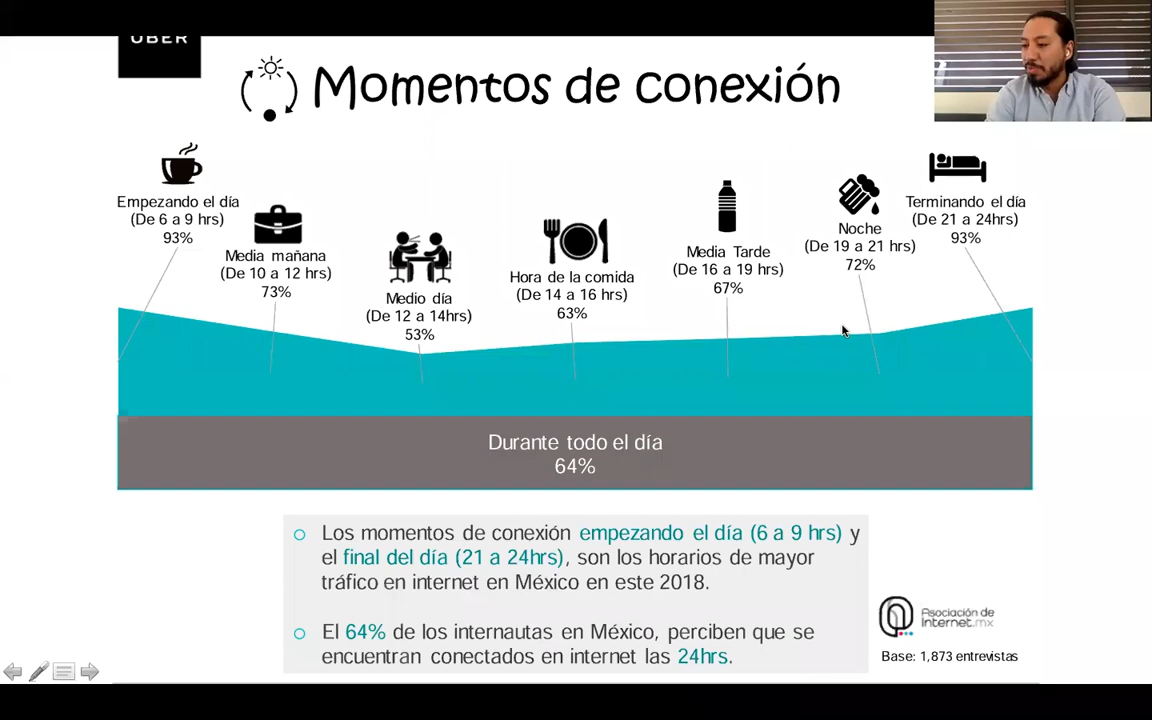 UBER
Momentos de conexión
Empezando el día
(De 6 a 9 hrs)
93%
Media mañana
(De 10 a 12 hrs)
73%
Medio día
(De 12 a 14hrs)
53%
Hora de la comida
(De 14 a 16 hrs)
63%
Media Tarde
(De 16 a 19 hrs)
67%
Noche
(De 19 a 21 hrs)
72%
Terminando el día
(De 21 a 24hrs)
93%
Durante todo el día
64%
Los momentos de conexión empezando el día (6 a 9 hrs) y
el final del día (21 a 24hrs), son los horarios de mayor
tráfico en internet en México en este 2018.
El 64% de los internautas en México, perciben que se
encuentran conectados en internet las 24hrs.
Asociación de
Internet.mx
Base: 1,873 entrevistas